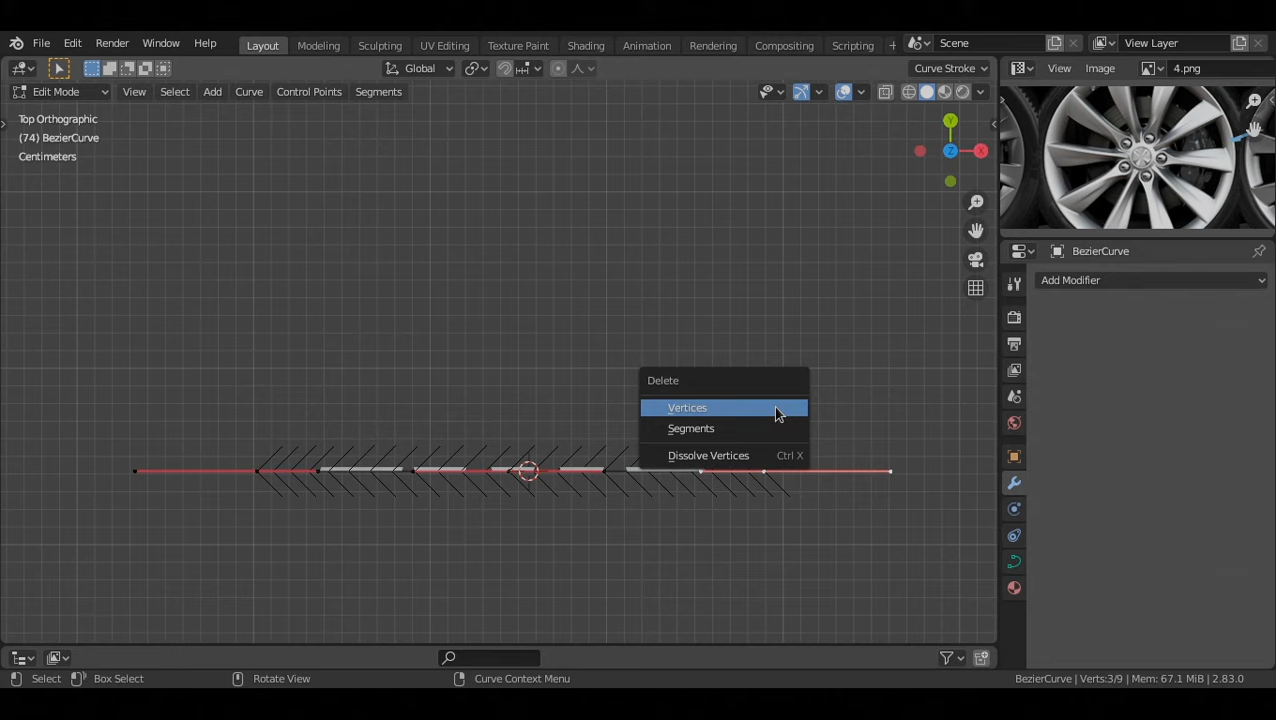 File Edit Render Window Help Layout Modeling Sculpting UV Editing Texture Paint Shading Animation Rendering Compositing Scripting + Scene View Layer
Global Curve Stroke View Image 4.png
Edit Mode View Select Add Curve Control Points Segments
Top Orthographic
(74) BezierCurve
Centimeters
Y
Z
X
BezierCurve
Add Modifier
Delete
Vertices
Segments
Dissolve Vertices Ctrl X
Select Box Select Rotate View Curve Context Menu BezierCurve | Verts:3/9 | Mem: 67.1 MiB | 2.83.0